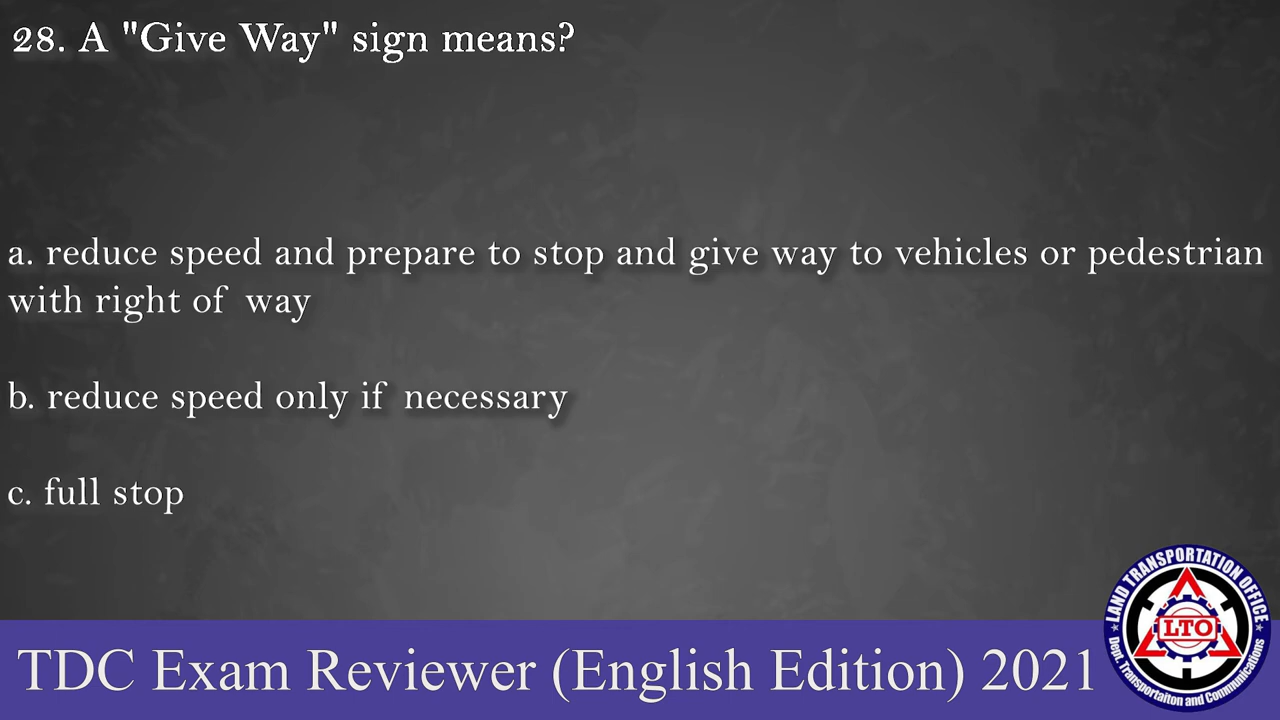 28. A "Give Way" sign means?
a. reduce speed and prepare to stop and give way to vehicles or pedestrian
with right of way
b. reduce speed only if necessary
c. full stop
TDC Exam Reviewer (English Edition) 2021
LAND TRANSPORTATION OFFICE
LTO
Dept. Transportaiton and Communications